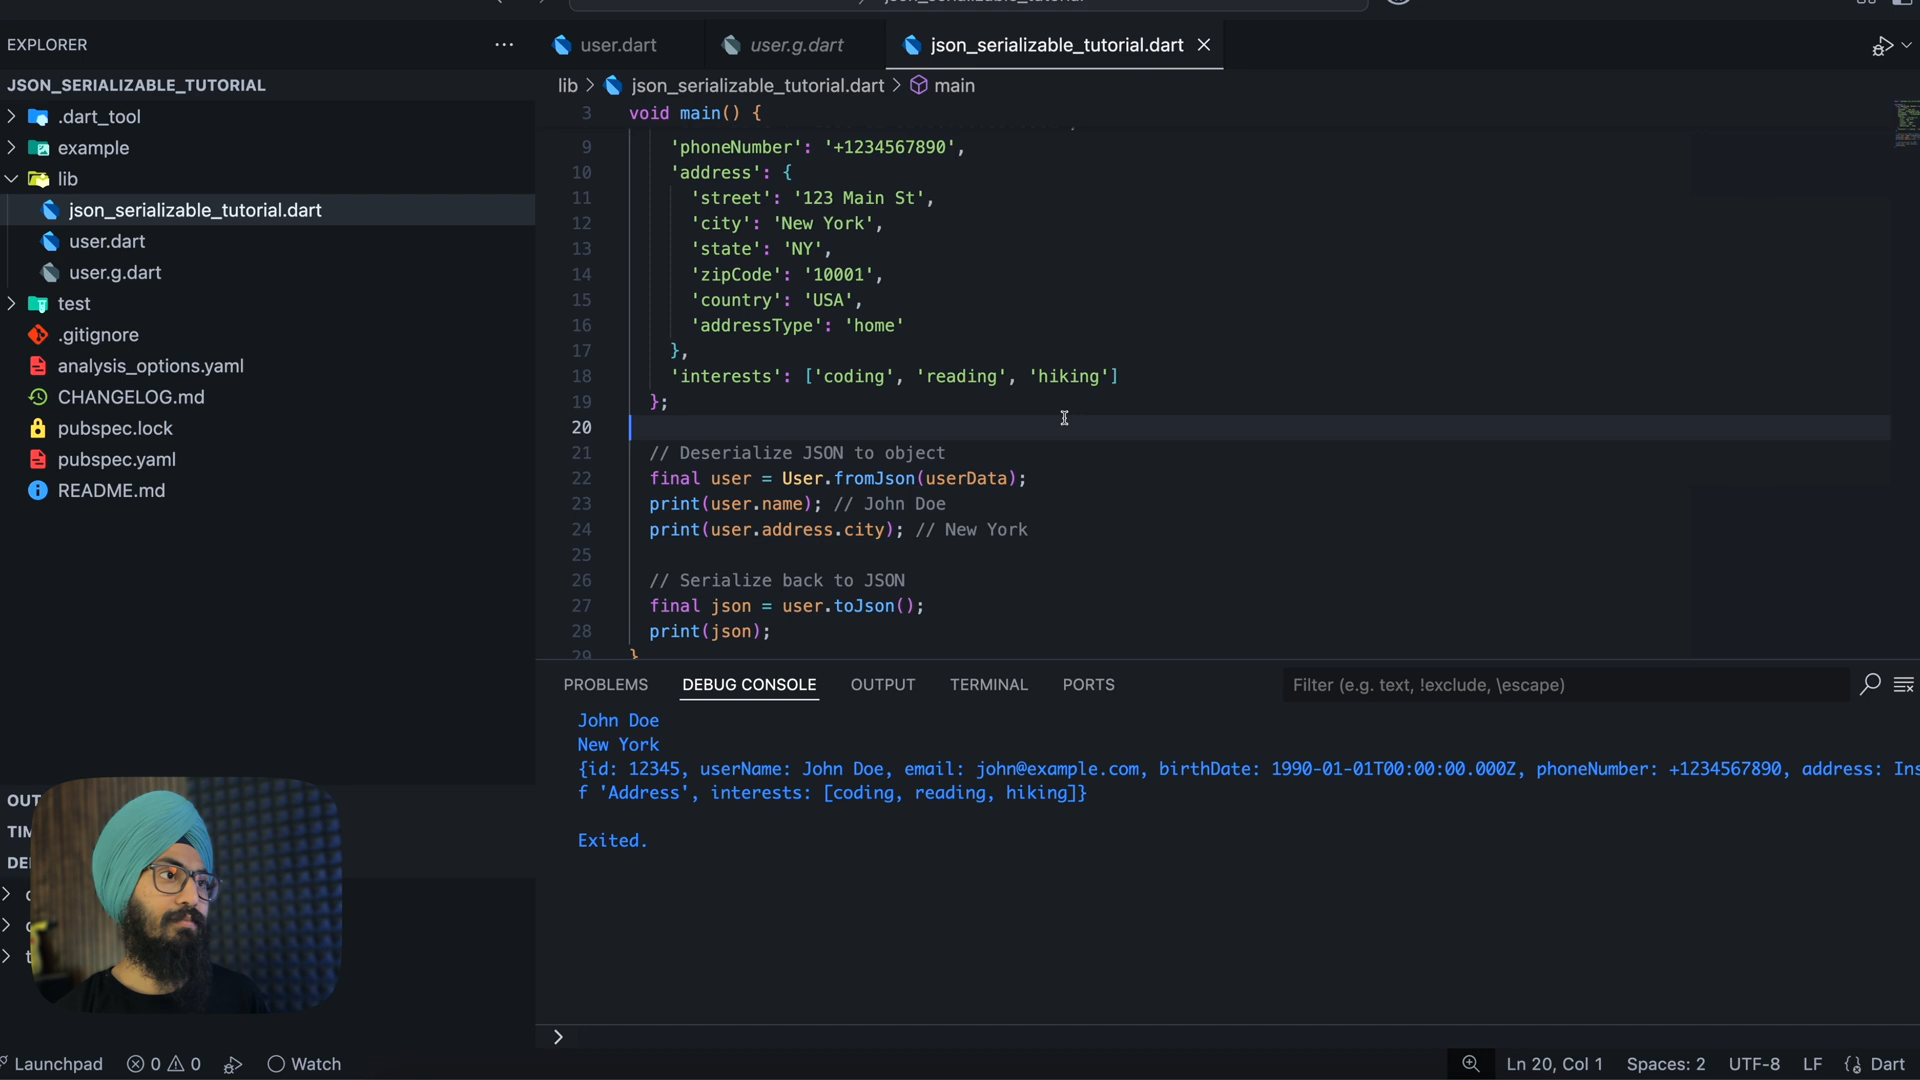 EXPLORER
JSON_SERIALIZABLE_TUTORIAL
.dart_tool
example
lib
json_serializable_tutorial.dart
user.dart
user.g.dart
test
.gitignore
analysis_options.yaml
CHANGELOG.md
pubspec.lock
pubspec.yaml
README.md
user.dart
user.g.dart
json_serializable_tutorial.dart
lib > json_serializable_tutorial.dart > main
3 void main() {
9 'phoneNumber': '+1234567890',
10 'address': {
11 'street': '123 Main St',
12 'city': 'New York',
13 'state': 'NY',
14 'zipCode': '10001',
15 'country': 'USA',
16 'addressType': 'home'
17 },
18 'interests': ['coding', 'reading', 'hiking']
19 };
20
21 // Deserialize JSON to object
22 final user = User.fromJson(userData);
23 print(user.name); // John Doe
24 print(user.address.city); // New York
25
26 // Serialize back to JSON
27 final json = user.toJson();
28 print(json);
29 }
PROBLEMS DEBUG CONSOLE OUTPUT TERMINAL PORTS Filter (e.g. text, !exclude, \escape)
John Doe
New York
{id: 12345, userName: John Doe, email: john@example.com, birthDate: 1990-01-01T00:00:00.000Z, phoneNumber: +1234567890, address: Ins
f 'Address', interests: [coding, reading, hiking]}
Exited.
Launchpad 0 0 Watch
Ln 20, Col 1 Spaces: 2 UTF-8 LF Dart